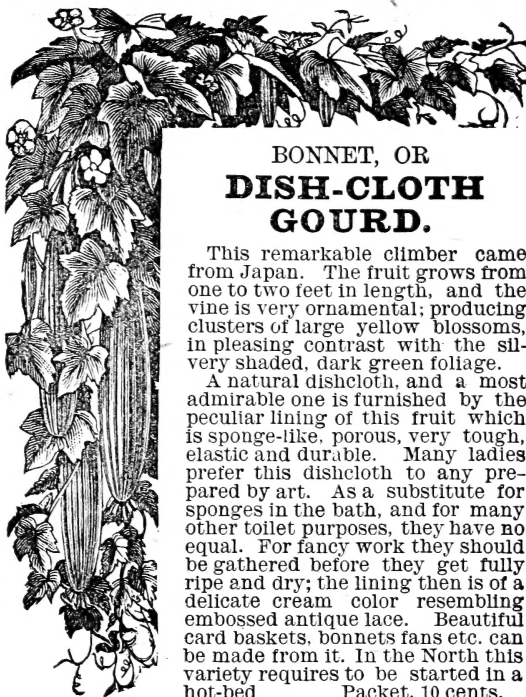 BONNET, OR
DISH-CLOTH
GOURD.
This remarkable climber came
from Japan. The fruit grows from
one to two feet in length, and the
vine is very ornamental; producing
clusters of large yellow blossoms,
in pleasing contrast with the sil-
very shaded, dark green foliage.
A natural dishcloth, and a most
admirable one is furnished by the
peculiar lining of this fruit which
is sponge-like, porous, very tough,
elastic and durable. Many ladies
prefer this dishcloth to any pre-
pared by art. As a substitute for
sponges in the bath, and for many
other toilet purposes, they have no
equal. For fancy work they should
be gathered before they get fully
ripe and dry; the lining then is of a
delicate cream color resembling
embossed antique lace. Beautiful
card baskets, bonnets fans etc. can
be made from it. In the North this
variety requires to be started in a
hot-bed Packet, 10 cents.